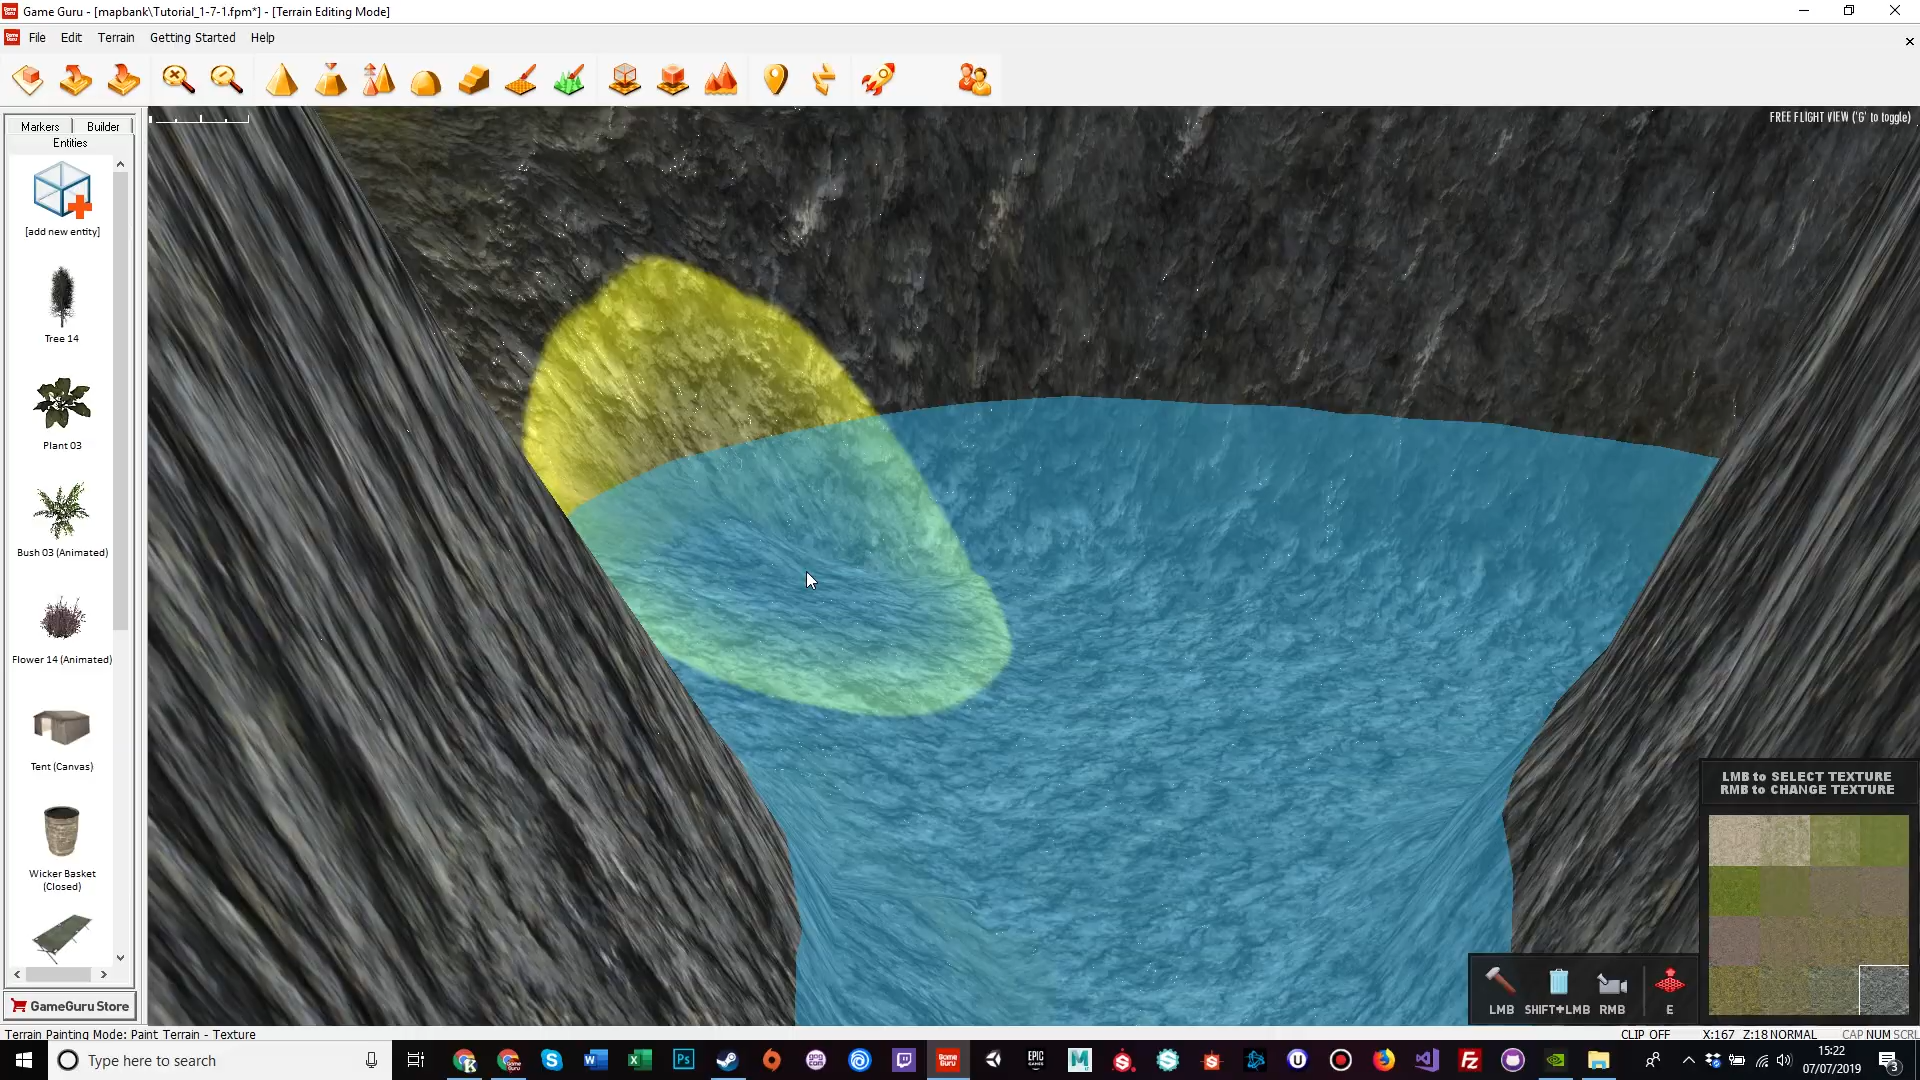 Game Guru - [mapbank\Tutorial_1-7-1.fpm*] - [Terrain Editing Mode]
File Edit Terrain Getting Started Help
Markers Builder
Entities
FREE FLIGHT VIEW ('G' to toggle)
[add new entity]
Tree 14
Plant 03
Bush 03 (Animated)
Flower 14 (Animated)
Tent (Canvas)
Wicker Basket
(Closed)
GameGuru Store
LMB to SELECT TEXTURE
RMB to CHANGE TEXTURE
LMB SHIFT+LMB RMB E
Terrain Painting Mode: Paint Terrain - Texture
CLIP OFF X:167 Z:18 NORMAL CAP NUM SCRL
Type here to search
15:22
07/07/2019
3